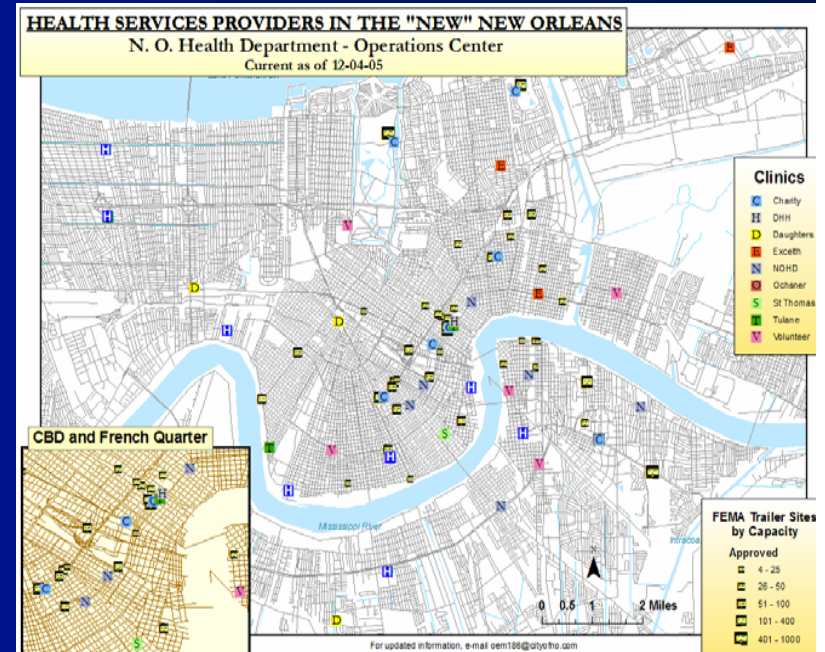 HEALTH SERVICES PROVIDERS IN THE "NEW" NEW ORLEANS
N. O. Health Department - Operations Center
Current as of 12-04-05
Clinics
C Charity
H DHH
D Daughters
E Excelth
N NOHD
O Ochsner
S St Thomas
T Tulane
V Volunteer
CBD and French Quarter
Mississippi River
FEMA Trailer Sites
by Capacity
Approved
4 - 25
26 - 50
51 - 100
101 - 400
401 - 1000
N
0 0.5 1 2 Miles
For updated information, e-mail oem186@cityofno.com